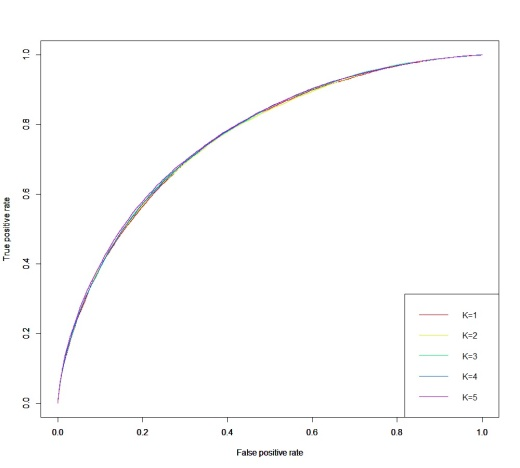 True positive rate
1.0
0.8
0.6
0.4
0.2
0.0
K=1
K=2
K=3
K=4
K=5
0.0 0.2 0.4 0.6 0.8 1.0
False positive rate